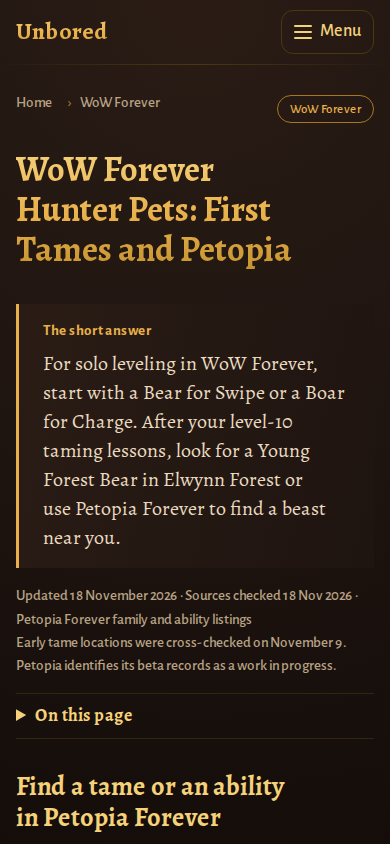 Unbored
Menu
Home › WoW Forever
WoW Forever
WoW Forever
Hunter Pets: First
Tames and Petopia
The short answer
For solo leveling in WoW Forever,
start with a Bear for Swipe or a Boar
for Charge. After your level-10
taming lessons, look for a Young
Forest Bear in Elwynn Forest or
use Petopia Forever to find a beast
near you.
Updated 18 November 2026 · Sources checked 18 Nov 2026 ·
Petopia Forever family and ability listings
Early tame locations were cross-checked on November 9.
Petopia identifies its beta records as a work in progress.
On this page
Find a tame or an ability
in Petopia Forever